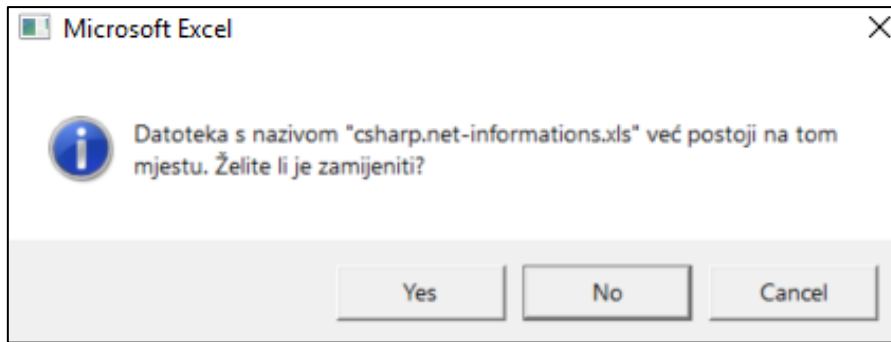 Microsoft Excel
Datoteka s nazivom "csharp.net-informations.xls" već postoji na tom
mjestu. Želite li je zamijeniti?
Yes No Cancel